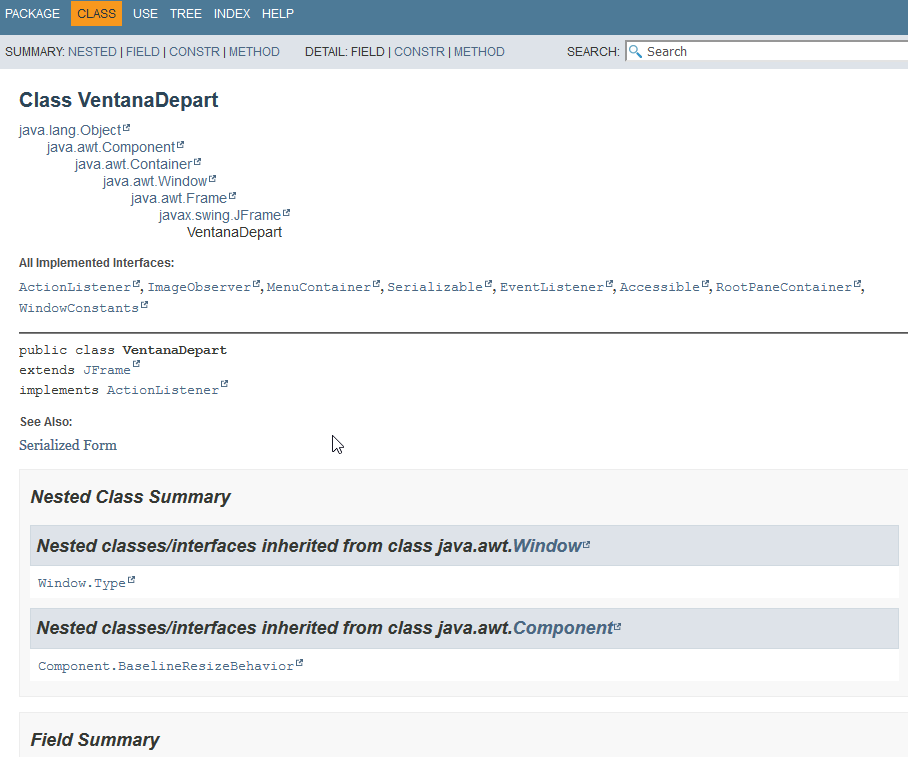 PACKAGE CLASS USE TREE INDEX HELP
SUMMARY: NESTED | FIELD | CONSTR | METHOD DETAIL: FIELD | CONSTR | METHOD SEARCH: Search
Class VentanaDepart
java.lang.Object
java.awt.Component
java.awt.Container
java.awt.Window
java.awt.Frame
javax.swing.JFrame
VentanaDepart
All Implemented Interfaces:
ActionListener, ImageObserver, MenuContainer, Serializable, EventListener, Accessible, RootPaneContainer,
WindowConstants
public class VentanaDepart
extends JFrame
implements ActionListener
See Also:
Serialized Form
Nested Class Summary
Nested classes/interfaces inherited from class java.awt.Window
Window.Type
Nested classes/interfaces inherited from class java.awt.Component
Component.BaselineResizeBehavior
Field Summary